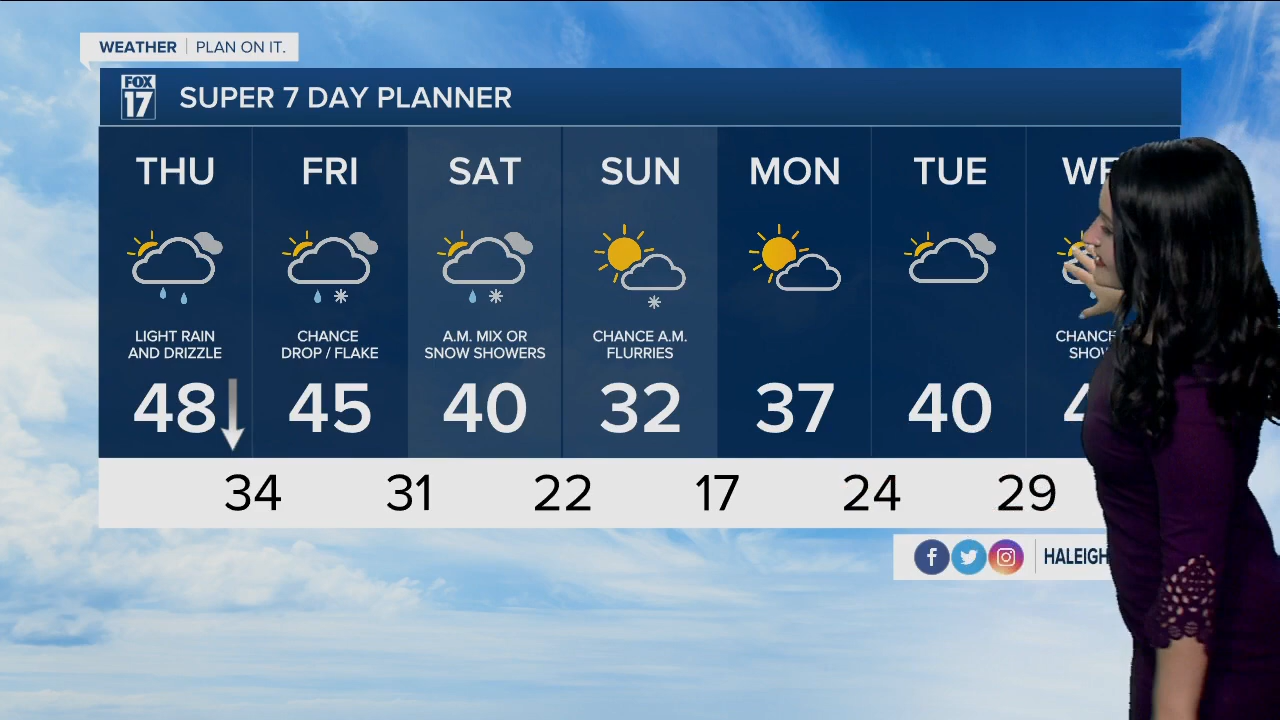 WEATHER PLAN ON IT.
FOX
17
SUPER 7 DAY PLANNER
THU FRI SAT SUN MON TUE
LIGHT RAIN
AND DRIZZLE
CHANCE
DROP / FLAKE
A.M. MIX OR
SNOW SHOWERS
CHANCE A.M.
FLURRIES
48 45 40 32 37 40
34 31 22 17 24 29
HALEIGH